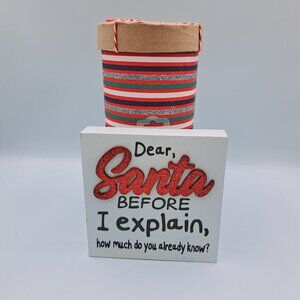 Dear,
Santa
BEFORE
I explain,
how much do you already know?